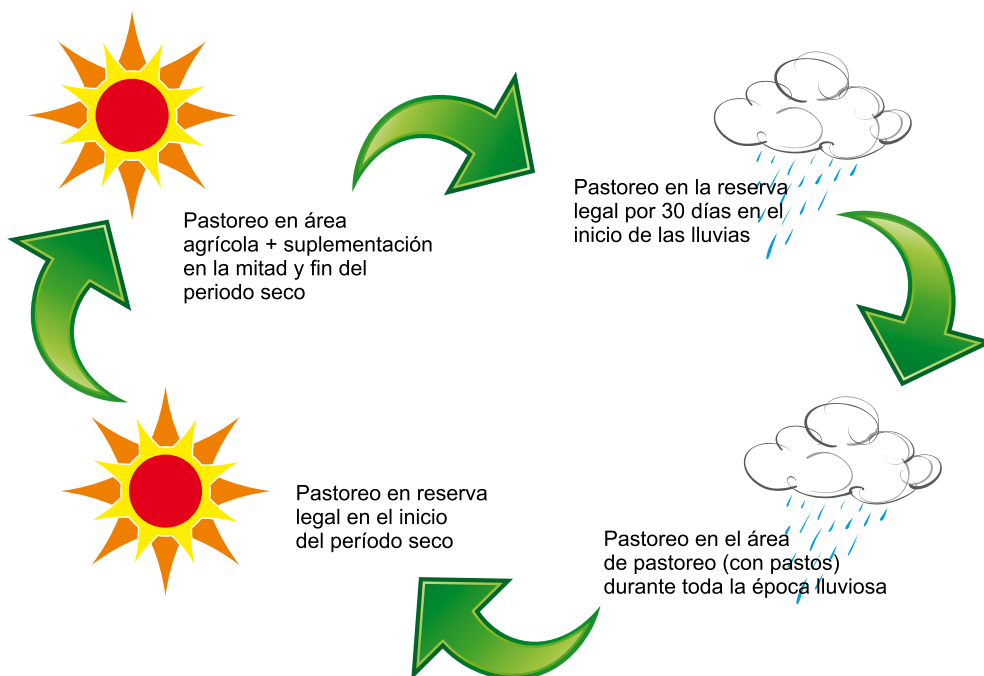 Pastoreo en área
agrícola + suplementación
en la mitad y fin del
periodo seco
Pastoreo en la reserva
legal por 30 días en el
inicio de las lluvias
Pastoreo en reserva
legal en el inicio
del período seco
Pastoreo en el área
de pastoreo (con pastos)
durante toda la época lluviosa